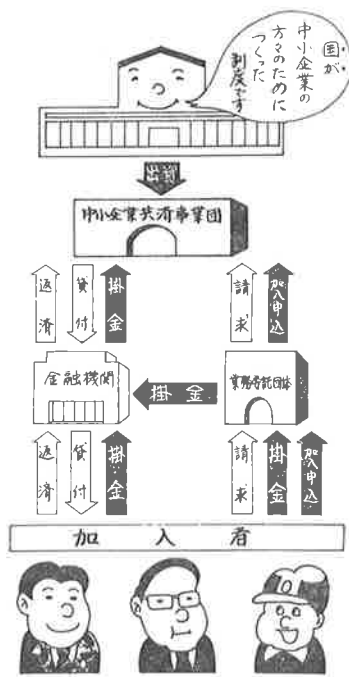 国が
中小企業の
方々のために
つくった
制度です
出資
中小企業共済事業団
返済
貸付
掛金
請求
加入申込
金融機関
掛金
業務委託団体
返済
貸付
掛金
請求
掛金
加入申込
加入者